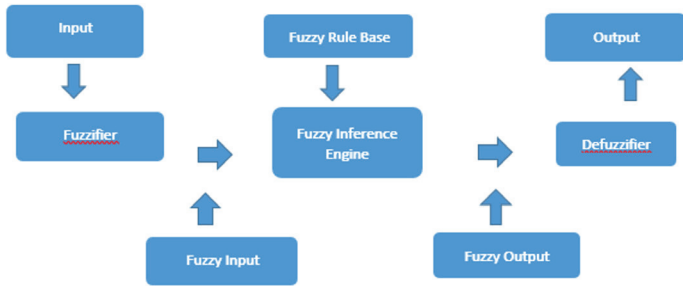 Input
Fuzzy Rule Base
Output
Fuzzifier
Fuzzy Inference
Engine
Defuzzifier
Fuzzy Input
Fuzzy Output